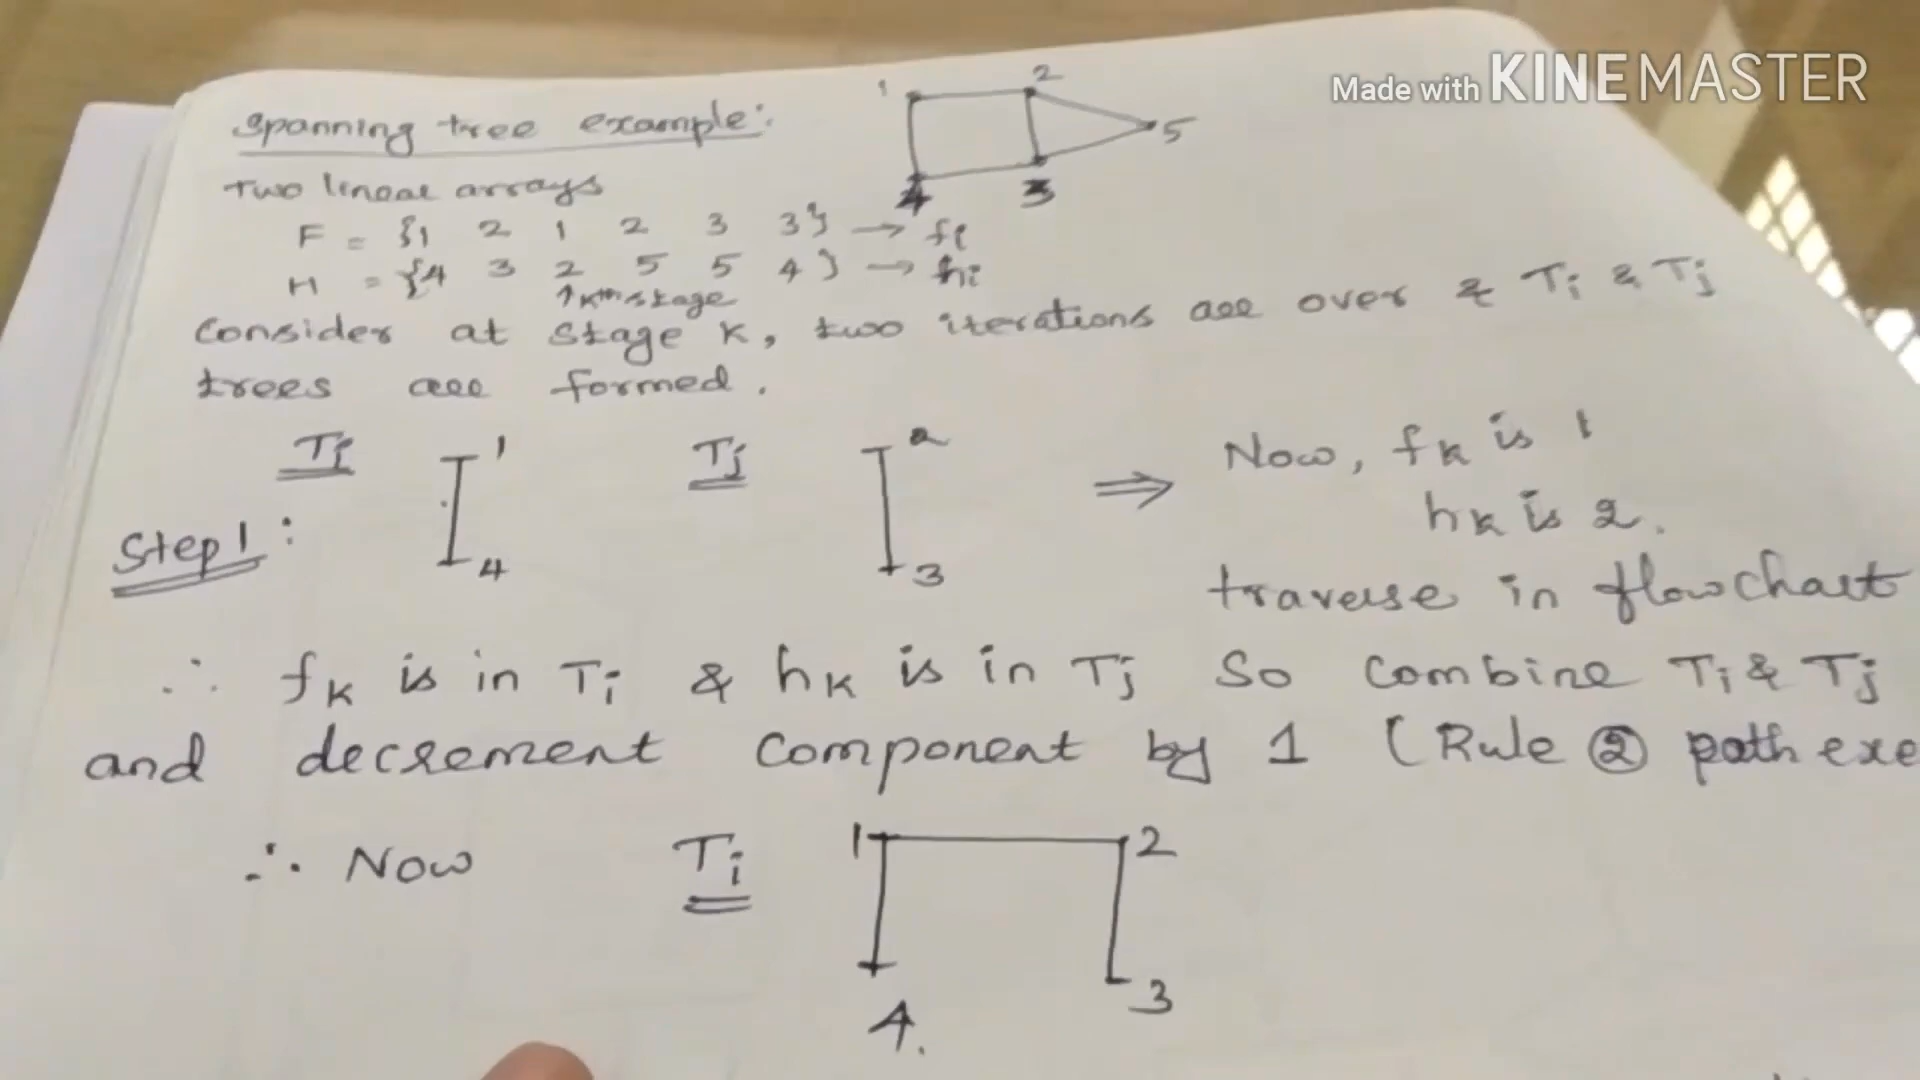 Made with KINEMASTER
spanning tree example:
1 2
5
4 3
Two linear arrays
F = {1 2 1 2 3 3} → fi
H = {4 3 2 5 5 4} → hi
↑ Kth stage
Consider at stage K, two iterations are over & Ti & Tj
trees are formed.
Ti 1 Tj 2 ⇒ Now, fk is 1
hk is 2.
Step 1: 4 3
traverse in flowchart
∴ fk is in Ti & hk is in Tj So combine Ti & Tj
and decrement component by 1 (Rule ② path exe
∴ Now Ti 1 2
4. 3